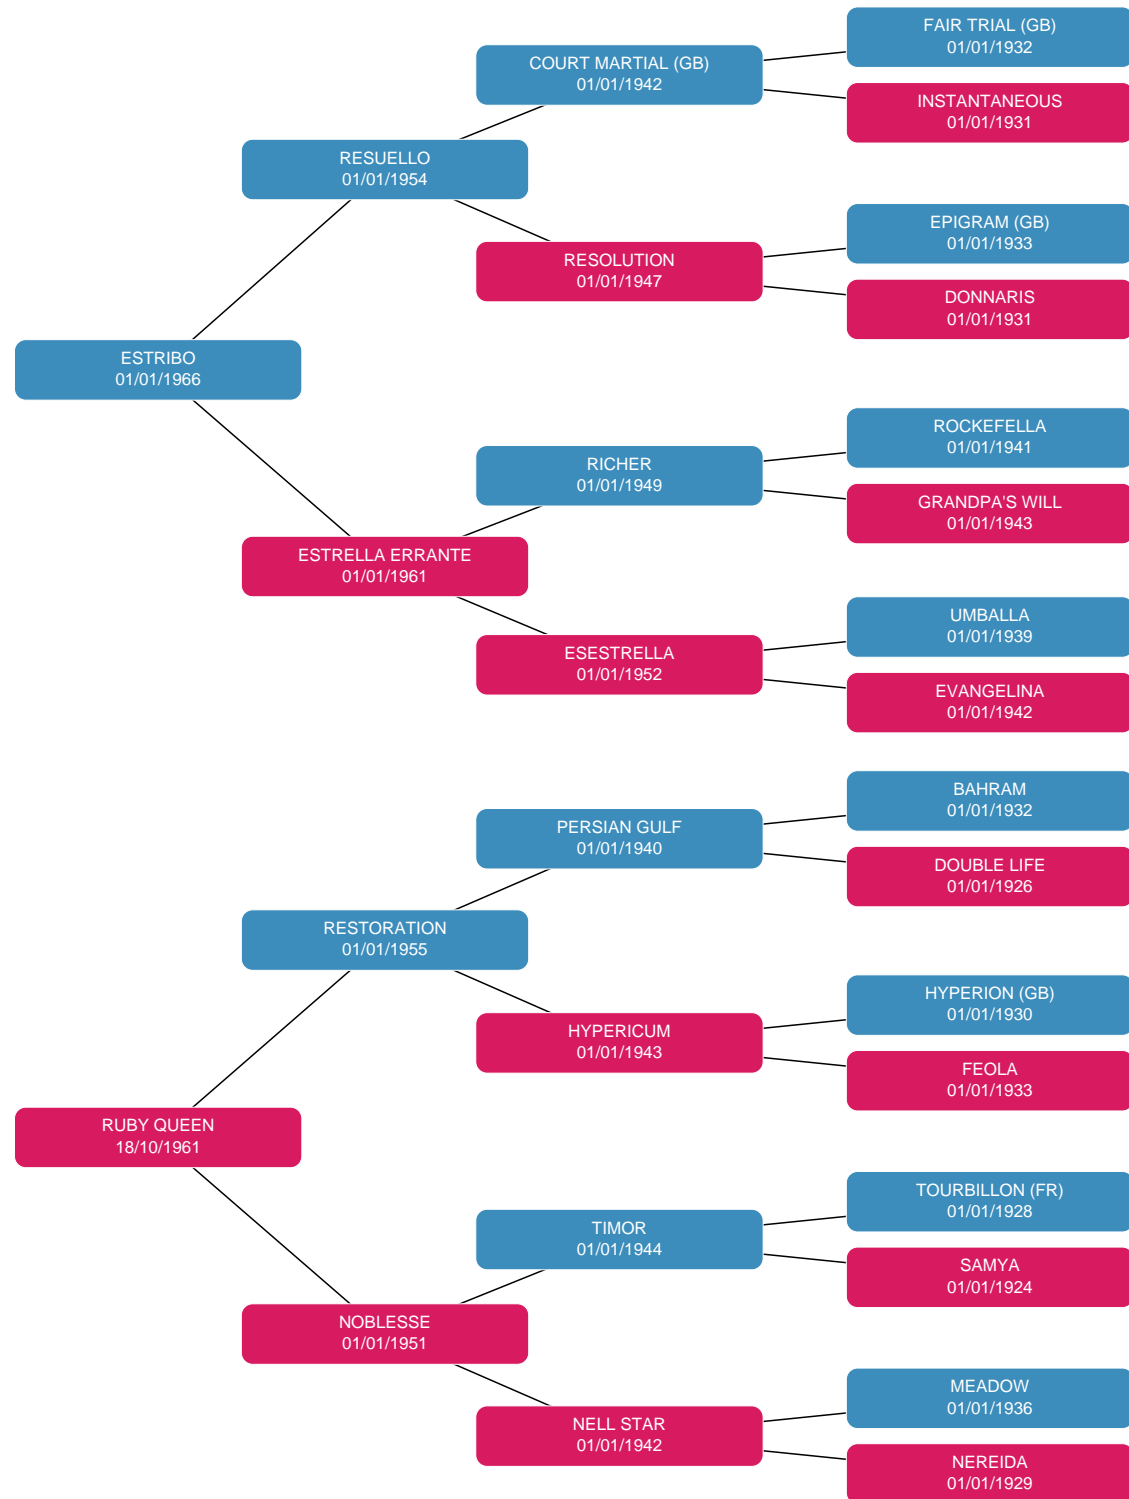 FAIR TRIAL (GB)
01/01/1932
COURT MARTIAL (GB)
01/01/1942
INSTANTANEOUS
01/01/1931
RESUELLO
01/01/1954
EPIGRAM (GB)
01/01/1933
RESOLUTION
01/01/1947
DONNARIS
01/01/1931
ESTRIBO
01/01/1966
ROCKEFELLA
01/01/1941
RICHER
01/01/1949
GRANDPA'S WILL
01/01/1943
ESTRELLA ERRANTE
01/01/1961
UMBALLA
01/01/1939
ESESTRELLA
01/01/1952
EVANGELINA
01/01/1942
BAHRAM
01/01/1932
PERSIAN GULF
01/01/1940
DOUBLE LIFE
01/01/1926
RESTORATION
01/01/1955
HYPERION (GB)
01/01/1930
HYPERICUM
01/01/1943
FEOLA
01/01/1933
RUBY QUEEN
18/10/1961
TOURBILLON (FR)
01/01/1928
TIMOR
01/01/1944
SAMYA
01/01/1924
NOBLESSE
01/01/1951
MEADOW
01/01/1936
NELL STAR
01/01/1942
NEREIDA
01/01/1929